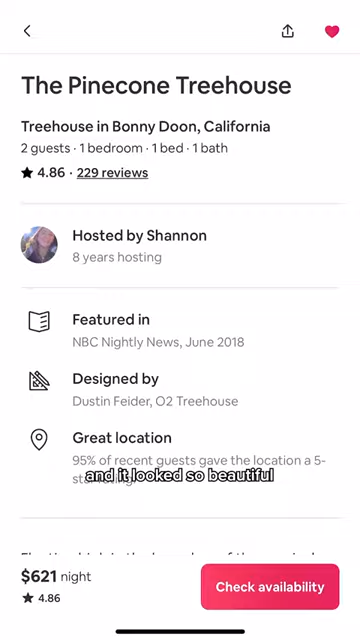 The Pinecone Treehouse
Treehouse in Bonny Doon, California
2 guests · 1 bedroom · 1 bed · 1 bath
★ 4.86 · 229 reviews
Hosted by Shannon
8 years hosting
Featured in
NBC Nightly News, June 2018
Designed by
Dustin Feider, O2 Treehouse
Great location
95% of recent guests gave the location a 5-
and it looked so beautiful
$621 night
★ 4.86
Check availability